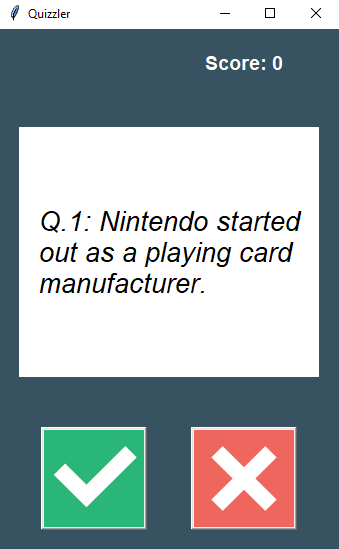 Quizzler
Score: 0
Q.1: Nintendo started
out as a playing card
manufacturer.